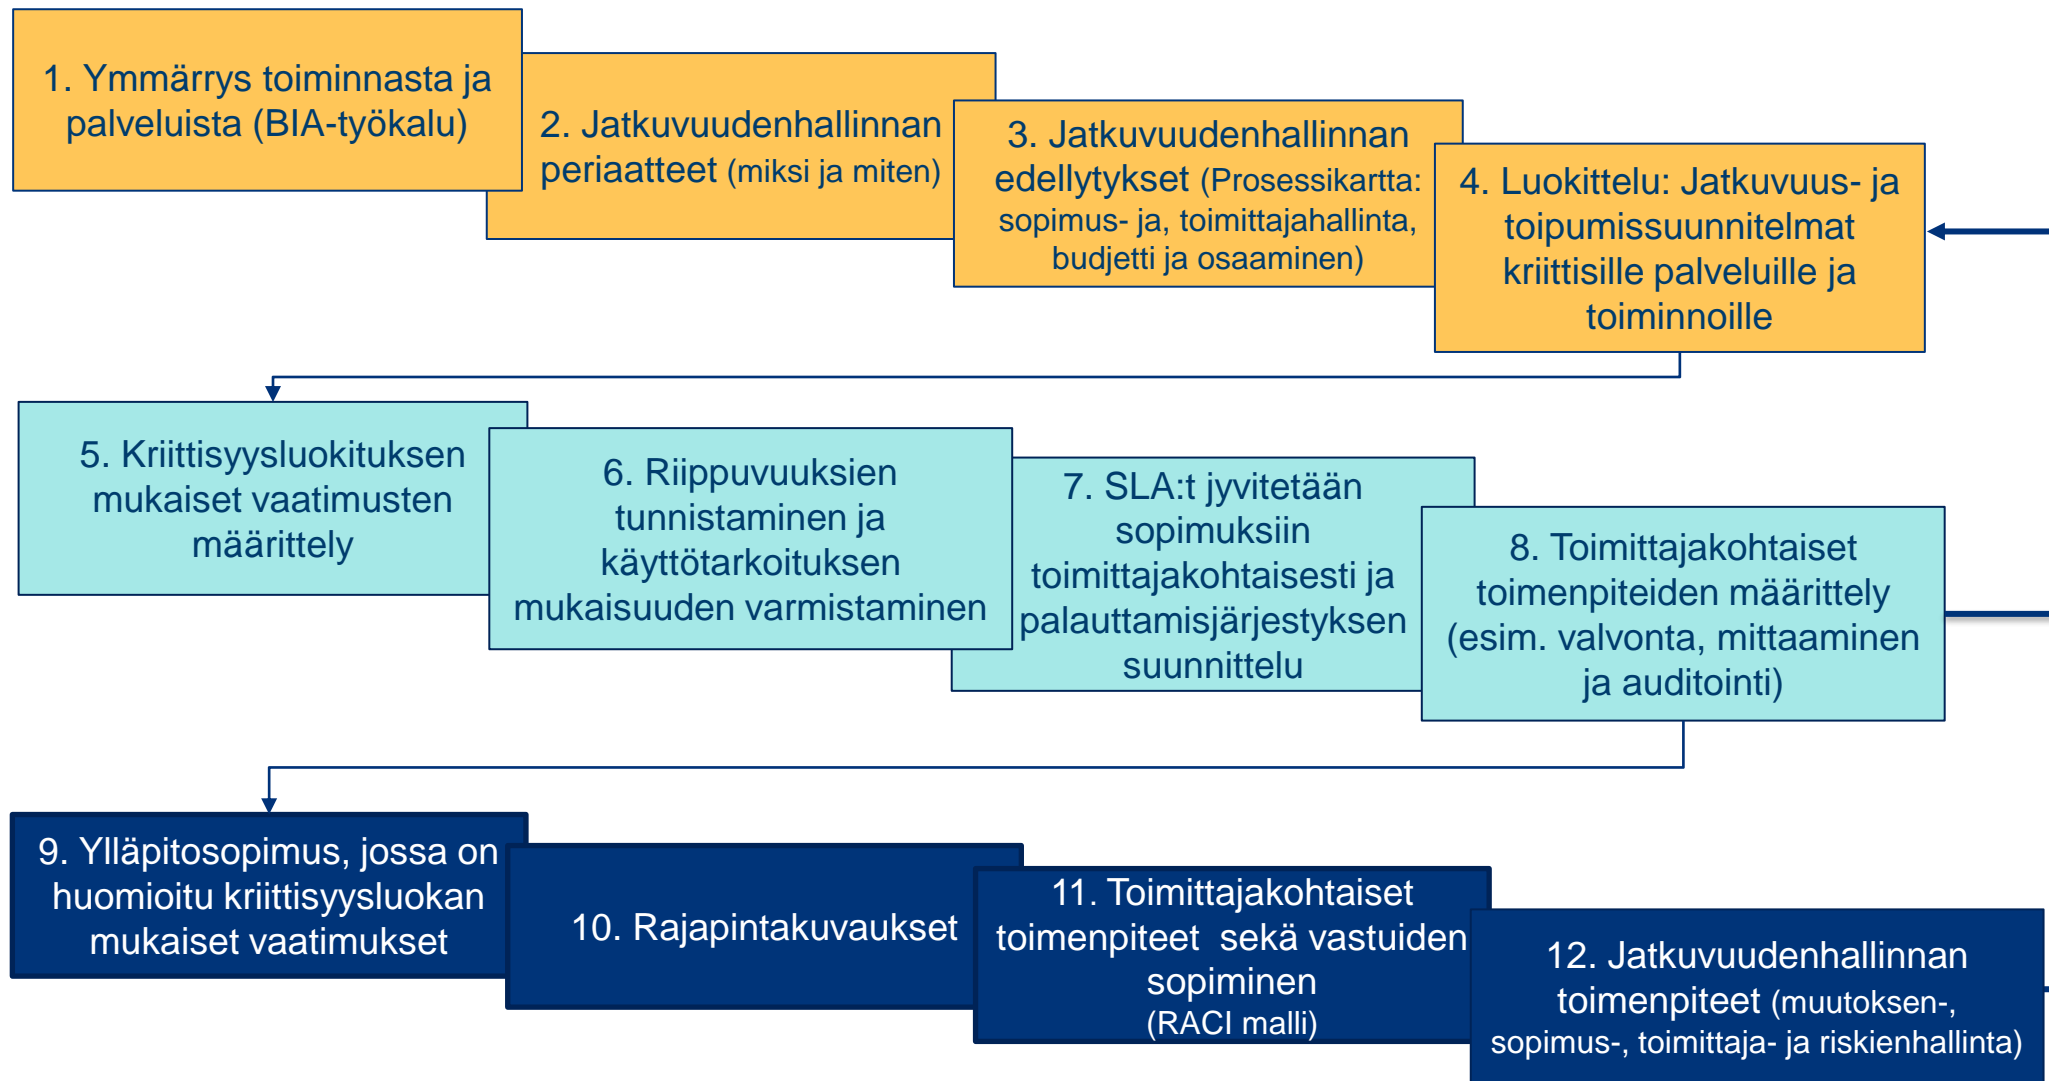 1. Ymmärrys toiminnasta ja
palveluista (BIA-työkalu)
2. Jatkuvuudenhallinnan
periaatteet (miksi ja miten)
3. Jatkuvuudenhallinnan
edellytykset (Prosessikartta:
sopimus- ja, toimittajahallinta,
budjetti ja osaaminen)
4. Luokittelu: Jatkuvuus- ja
toipumissuunnitelmat
kriittisille palveluille ja
toiminnoille
5. Kriittisyysluokituksen
mukaiset vaatimusten
määrittely
6. Riippuvuuksien
tunnistaminen ja
käyttötarkoituksen
mukaisuuden varmistaminen
7. SLA:t jyvitetään
sopimuksiin
toimittajakohtaisesti ja
palauttamisjärjestyksen
suunnittelu
8. Toimittajakohtaiset
toimenpiteiden määrittely
(esim. valvonta, mittaaminen
ja auditointi)
9. Ylläpitosopimus, jossa on
huomioitu kriittisyysluokan
mukaiset vaatimukset
10. Rajapintakuvaukset
11. Toimittajakohtaiset
toimenpiteet sekä vastuiden
sopiminen
(RACI malli)
12. Jatkuvuudenhallinnan
toimenpiteet (muutoksen-,
sopimus-, toimittaja- ja riskienhallinta)